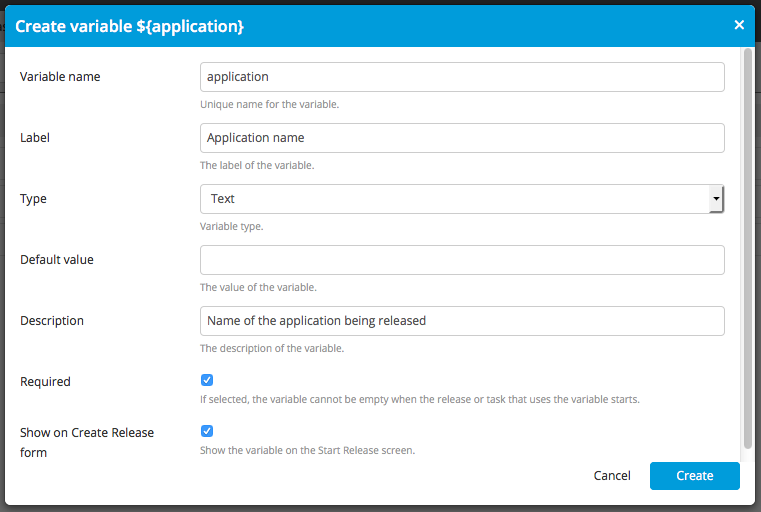 Create variable ${application}
×
Variable name
application
Unique name for the variable.
Label
Application name
The label of the variable.
Type
Text
Variable type.
Default value
The value of the variable.
Description
Name of the application being released
The description of the variable.
Required
If selected, the variable cannot be empty when the release or task that uses the variable starts.
Show on Create Release
form
Show the variable on the Start Release screen.
Cancel
Create